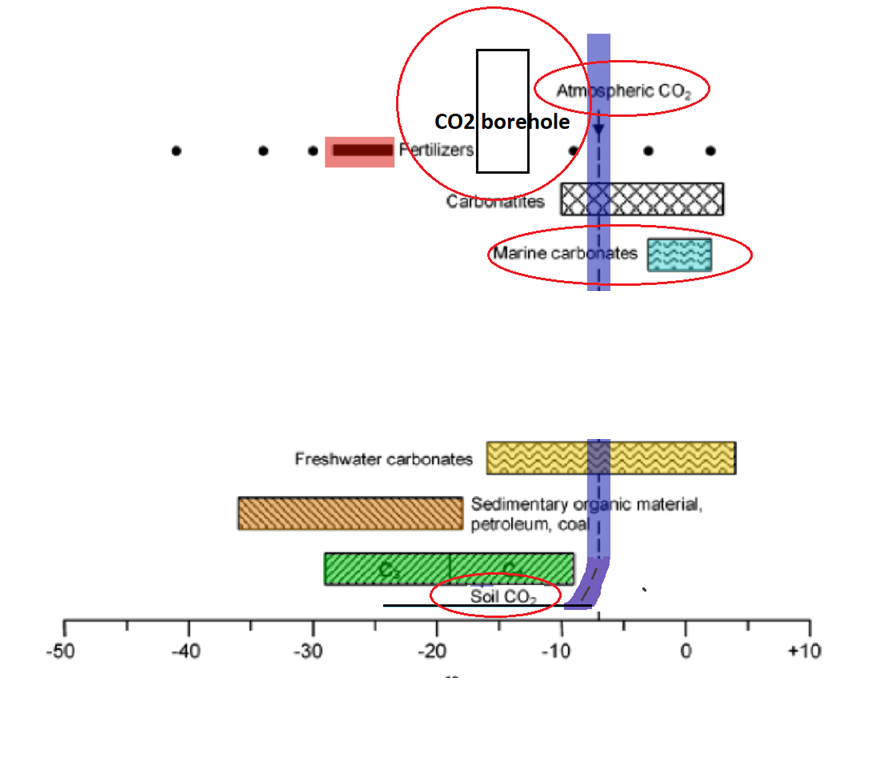 Atmospheric CO₂
CO2 borehole
Fertilizers
Carbonatites
Marine carbonates
Freshwater carbonates
Sedimentary organic material,
petroleum, coal
C₃ C₄
Soil CO₂
-50 -40 -30 -20 -10 0 +10